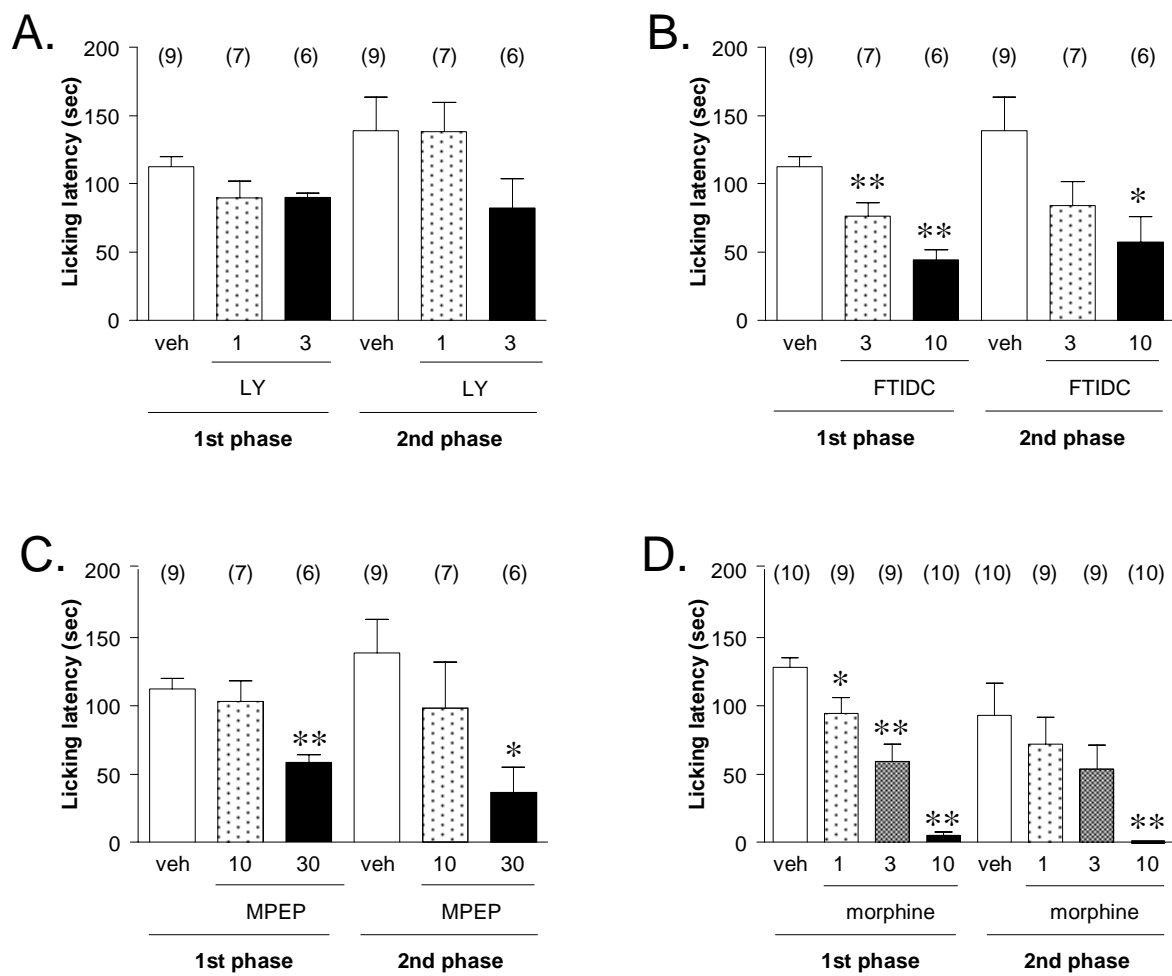 A.
Licking latency (sec)
200
150
100
50
0
(9) (7) (6) (9) (7) (6)
veh 1 3 veh 1 3
LY LY
1st phase 2nd phase
B.
Licking latency (sec)
200
150
100
50
0
(9) (7) (6) (9) (7) (6)
** ** *
veh 3 10 veh 3 10
FTIDC FTIDC
1st phase 2nd phase
C.
Licking latency (sec)
200
150
100
50
0
(9) (7) (6) (9) (7) (6)
** *
veh 10 30 veh 10 30
MPEP MPEP
1st phase 2nd phase
D.
Licking latency (sec)
200
150
100
50
0
(10) (9) (9) (10) (10) (9) (9) (10)
* ** ** **
veh 1 3 10 veh 1 3 10
morphine morphine
1st phase 2nd phase